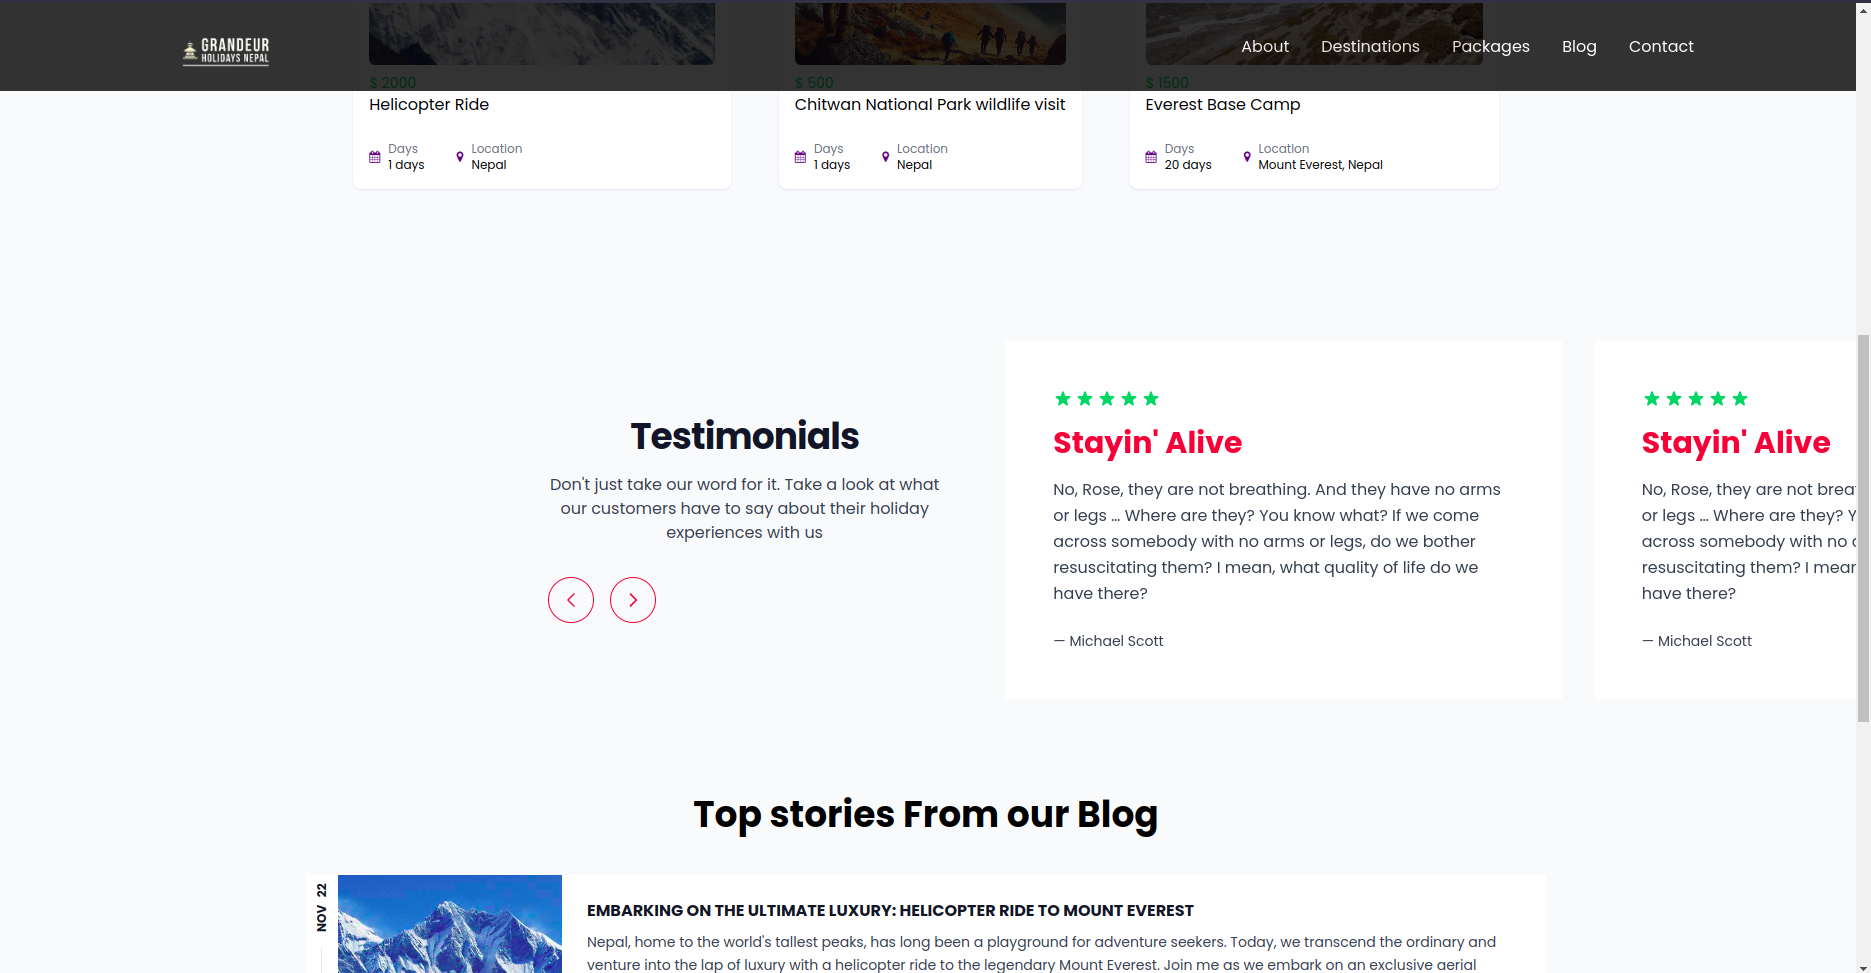 GRANDEUR
HOLIDAYS NEPAL
About Destinations Packages Blog Contact
$ 2000
Helicopter Ride
Days
1 days
Location
Nepal
$ 500
Chitwan National Park wildlife visit
Days
1 days
Location
Nepal
$ 1500
Everest Base Camp
Days
20 days
Location
Mount Everest, Nepal
Testimonials
Don't just take our word for it. Take a look at what
our customers have to say about their holiday
experiences with us
Stayin' Alive
No, Rose, they are not breathing. And they have no arms
or legs … Where are they? You know what? If we come
across somebody with no arms or legs, do we bother
resuscitating them? I mean, what quality of life do we
have there?
— Michael Scott
Stayin' Alive
No, Rose, they are not
or legs … Where are they?
across somebody with no
resuscitating them? I
have there?
— Michael Scott
Top stories From our Blog
NOV 22
EMBARKING ON THE ULTIMATE LUXURY: HELICOPTER RIDE TO MOUNT EVEREST
Nepal, home to the world's tallest peaks, has long been a playground for adventure seekers. Today, we transcend the ordinary and
venture into the lap of luxury with a helicopter ride to the legendary Mount Everest. Join me as we embark on an exclusive aerial